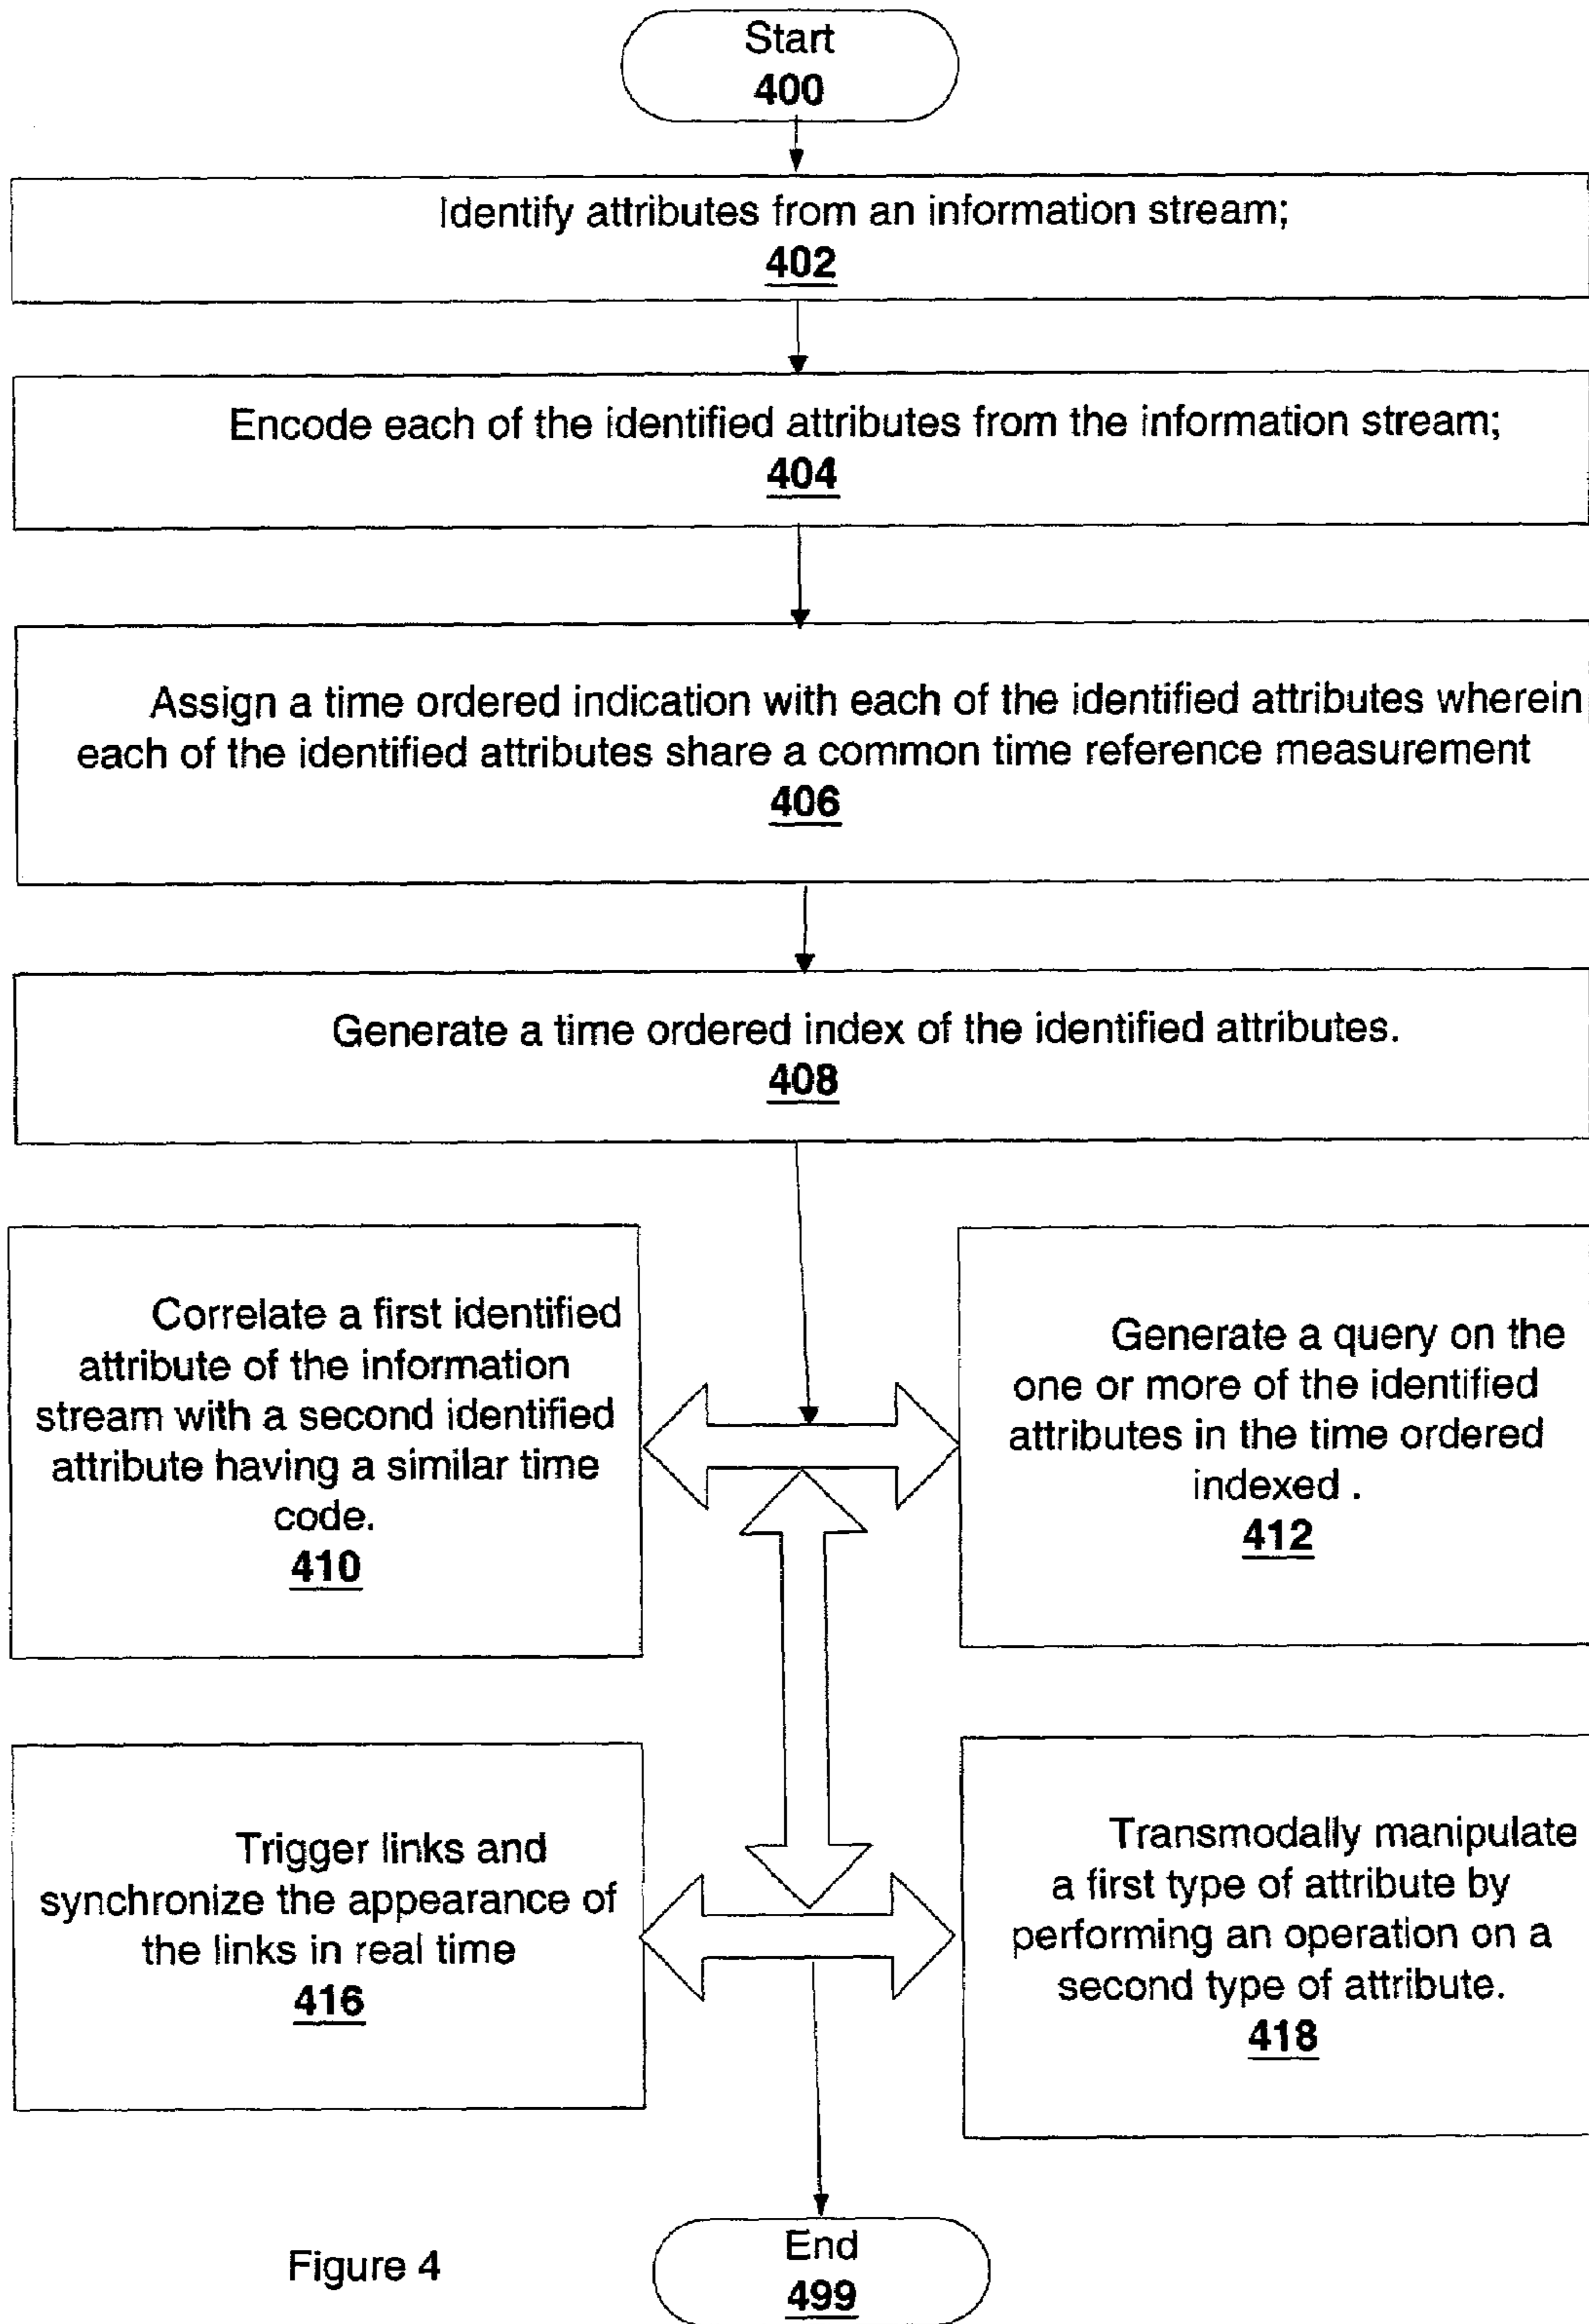 Start
400
Identify attributes from an information stream;
402
Encode each of the identified attributes from the information stream;
404
Assign a time ordered indication with each of the identified attributes wherein
each of the identified attributes share a common time reference measurement
406
Generate a time ordered index of the identified attributes.
408
Correlate a first identified
attribute of the information
stream with a second identified
attribute having a similar time
code.
410
Generate a query on the
one or more of the identified
attributes in the time ordered
indexed .
412
Trigger links and
synchronize the appearance of
the links in real time
416
Transmodally manipulate
a first type of attribute by
performing an operation on a
second type of attribute.
418
Figure 4
End
499